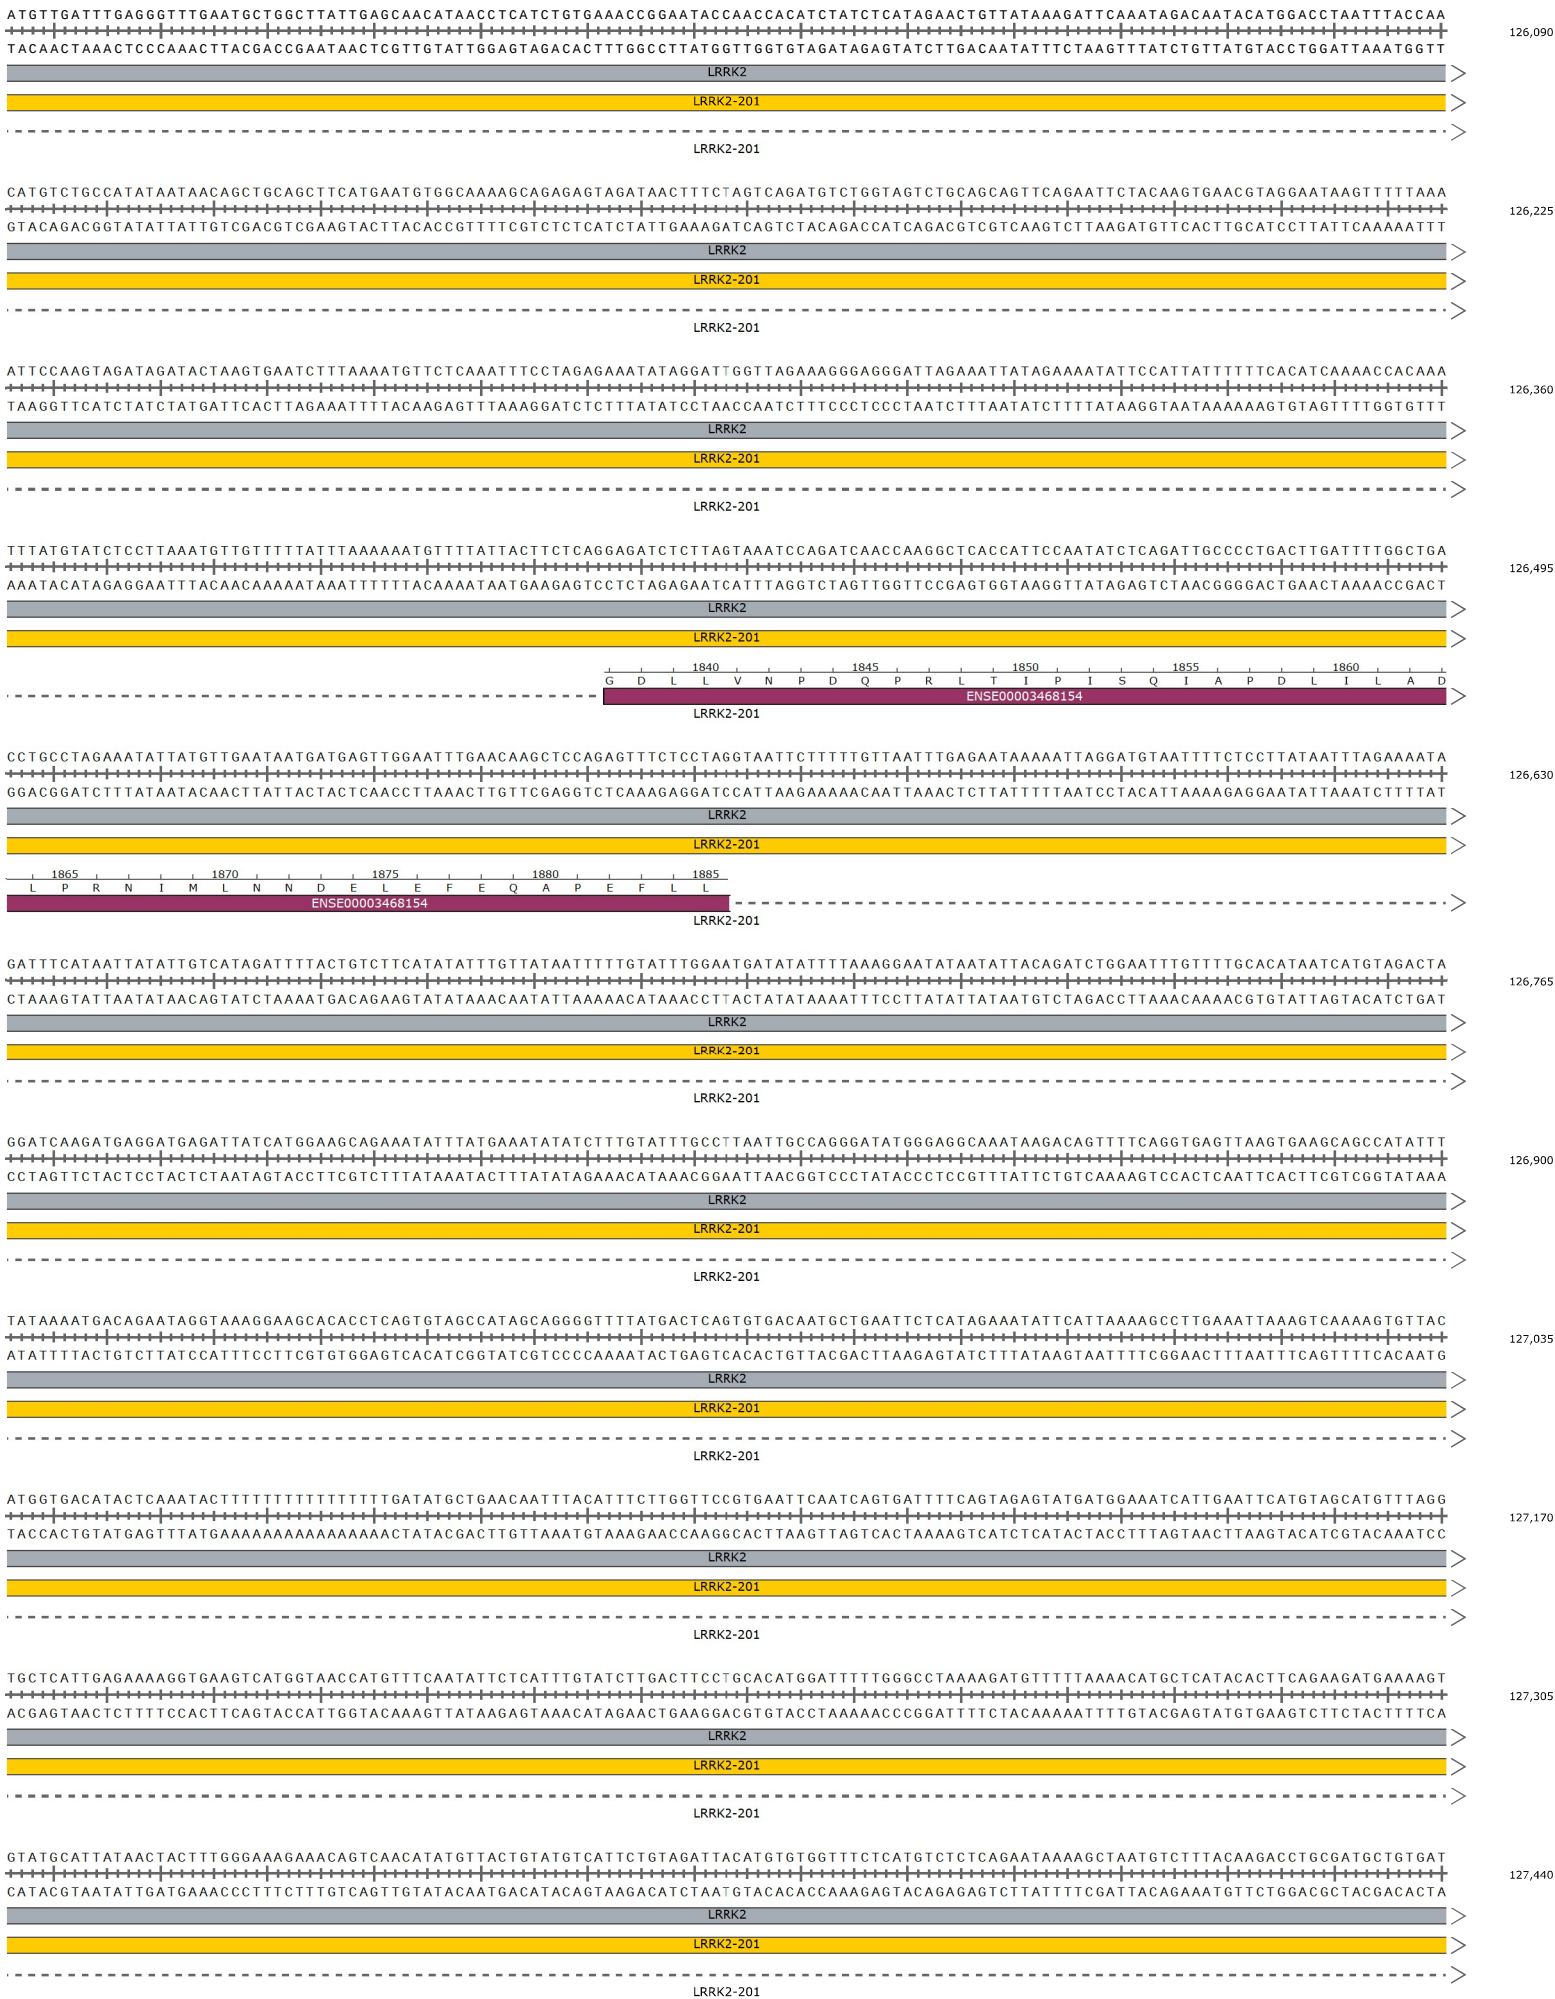 ATGTTGATTTGAGGGTTTGAATGCTGGCTTATTGAGCAACATAACCTCATCTGTGAAACCGGAATACCAACCACATCTATCTCATAGAACTGTTATAAAGATTCAAATAGACAATACATGGACCTAATTTACCAA
126,090
TACAACTAAACTCCCAAACTTACGACCGAATAACTCGTTGTATTGGAGTAGACACTTTGGCCTTATGGTTGGTGTAGATAGAGTATCTTGACAATATTTCTAAGTTTATCTGTTATGTACCTGGATTAAATGGTT
LRRK2
LRRK2-201
LRRK2-201
CATGTCTGCCATATAATAACAGCTGCAGCTTCATGAATGTGGCAAAAGCAGAGAGTAGATAACTTTCTAGTCAGATGTCTGGTAGTCTGCAGCAGTTCAGAATTCTACAAGTGAACGTAGGAATAAGTTTTTAAA
126,225
GTACAGACGGTATATTATTGTCGACGTCGAAGTACTTACACCGTTTTCGTCTCTCATCTATTGAAAGATCAGTCTACAGACCATCAGACGTCGTCAAGTCTTAAGATGTTCACTTGCATCCTTATTCAAAAATTT
LRRK2
LRRK2-201
LRRK2-201
ATTCCAAGTAGATAGATACTAAGTGAATCTTTAAAATGTTCTCAAATTTCCTAGAGAAATATAGGATTGGTTAGAAAGGGAGGGATTAGAAATTATAGAAAATATTCCATTATTTTTTCACATCAAAACCACAAA
126,360
TAAGGTTCATCTATCTATGATTCACTTAGAAATTTTACAAGAGTTTAAAGGATCTCTTTATATCCTAACCAATCTTTCCCTCCCTAATCTTTAATATCTTTTATAAGGTAATAAAAAAGTGTAGTTTTGGTGTTT
LRRK2
LRRK2-201
LRRK2-201
TTTATGTATCTCCTTAAATGTTGTTTTTATTTAAAAAATGTTTTATTACTTCTCAGGAGATCTCTTAGTAAATCCAGATCAACCAAGGCTCACCATTCCAATATCTCAGATTGCCCCTGACTTGATTTTGGCTGA
126,495
AAATACATAGAGGAATTTACAACAAAAATAAATTTTTTACAAAATAATGAAGAGTCCTCTAGAGAATCATTTAGGTCTAGTTGGTTCCGAGTGGTAAGGTTATAGAGTCTAACGGGGACTGAACTAAAACCGACT
LRRK2
LRRK2-201
1840 1845 1850 1855 1860
G D L L V N P D Q P R L T I P I S Q I A P D L I L A D
ENSE00003468154
LRRK2-201
CCTGCCTAGAAATATTATGTTGAATAATGATGAGTTGGAATTTGAACAAGCTCCAGAGTTTCTCCTAGGTAATTCTTTTTGTTAATTTGAGAATAAAAATTAGGATGTAATTTTCTCCTTATAATTTAGAAAATA
126,630
GGACGGATCTTTATAATACAACTTATTACTACTCAACCTTAAACTTGTTCGAGGTCTCAAAGAGGATCCATTAAGAAAAACAATTAAACTCTTATTTTTAATCCTACATTAAAAGAGGAATATTAAATCTTTTAT
LRRK2
LRRK2-201
1865 1870 1875 1880 1885
L P R N I M L N N D E L E F E Q A P E F L L
ENSE00003468154
LRRK2-201
GATTTCATAATTATATTGTCATAGATTTTACTGTCTTCATATATTTGTTATAATTTTTGTATTTGGAATGATATATTTTAAAGGAATATAATATTACAGATCTGGAATTTGTTTTGCACATAATCATGTAGACTA
126,765
CTAAAGTATTAATATAACAGTATCTAAAATGACAGAAGTATATAAACAATATTAAAAACATAAACCTTACTATATAAAATTTCCTTATATTATAATGTCTAGACCTTAAACAAAACGTGTATTAGTACATCTGAT
LRRK2
LRRK2-201
LRRK2-201
GGATCAAGATGAGGATGAGATTATCATGGAAGCAGAAATATTTATGAAATATATCTTTGTATTTGCCTTAATTGCCAGGGATATGGGAGGCAAATAAGACAGTTTTCAGGTGAGTTAAGTGAAGCAGCCATATTT
126,900
CCTAGTTCTACTCCTACTCTAATAGTACCTTCGTCTTTATAAATACTTTATATAGAAACATAAACGGAATTAACGGTCCCTATACCCTCCGTTTATTCTGTCAAAAGTCCACTCAATTCACTTCGTCGGTATAAA
LRRK2
LRRK2-201
LRRK2-201
TATAAAATGACAGAATAGGTAAAGGAAGCACACCTCAGTGTAGCCATAGCAGGGGTTTTATGACTCAGTGTGACAATGCTGAATTCTCATAGAAATATTCATTAAAAGCCTTGAAATTAAAGTCAAAAGTGTTAC
127,035
ATATTTTACTGTCTTATCCATTTCCTTCGTGTGGAGTCACATCGGTATCGTCCCCAAAATACTGAGTCACACTGTTACGACTTAAGAGTATCTTTATAAGTAATTTTCGGAACTTTAATTTCAGTTTTCACAATG
LRRK2
LRRK2-201
LRRK2-201
ATGGTGACATACTCAAATACTTTTTTTTTTTTTTTTGATATGCTGAACAATTTACATTTCTTGGTTCCGTGAATTCAATCAGTGATTTTCAGTAGAGTATGATGGAAATCATTGAATTCATGTAGCATGTTTAGG
127,170
TACCACTGTATGAGTTTATGAAAAAAAAAAAAAAAACTATACGACTTGTTAAATGTAAAGAACCAAGGCACTTAAGTTAGTCACTAAAAGTCATCTCATACTACCTTTAGTAACTTAAGTACATCGTACAAATCC
LRRK2
LRRK2-201
LRRK2-201
TGCTCATTGAGAAAAGGTGAAGTCATGGTAACCATGTTTCAATATTCTCATTTGTATCTTGACTTCCTGCACATGGATTTTTGGGCCTAAAAGATGTTTTTAAAACATGCTCATACACTTCAGAAGATGAAAAGT
127,305
ACGAGTAACTCTTTTCCACTTCAGTACCATTGGTACAAAGTTATAAGAGTAAACATAGAACTGAAGGACGTGTACCTAAAAACCCGGATTTTCTACAAAAATTTTGTACGAGTATGTGAAGTCTTCTACTTTTCA
LRRK2
LRRK2-201
LRRK2-201
GTATGCATTATAACTACTTTGGGAAAGAAACAGTCAACATATGTTACTGTATGTCATTCTGTAGATTACATGTGTGGTTTCTCATGTCTCTCAGAATAAAAGCTAATGTCTTTACAAGACCTGCGATGCTGTGAT
127,440
CATACGTAATATTGATGAAACCCTTTCTTTGTCAGTTGTATACAATGACATACAGTAAGACATCTAATGTACACACCAAAGAGTACAGAGAGTCTTATTTTCGATTACAGAAATGTTCTGGACGCTACGACACTA
LRRK2
LRRK2-201
LRRK2-201